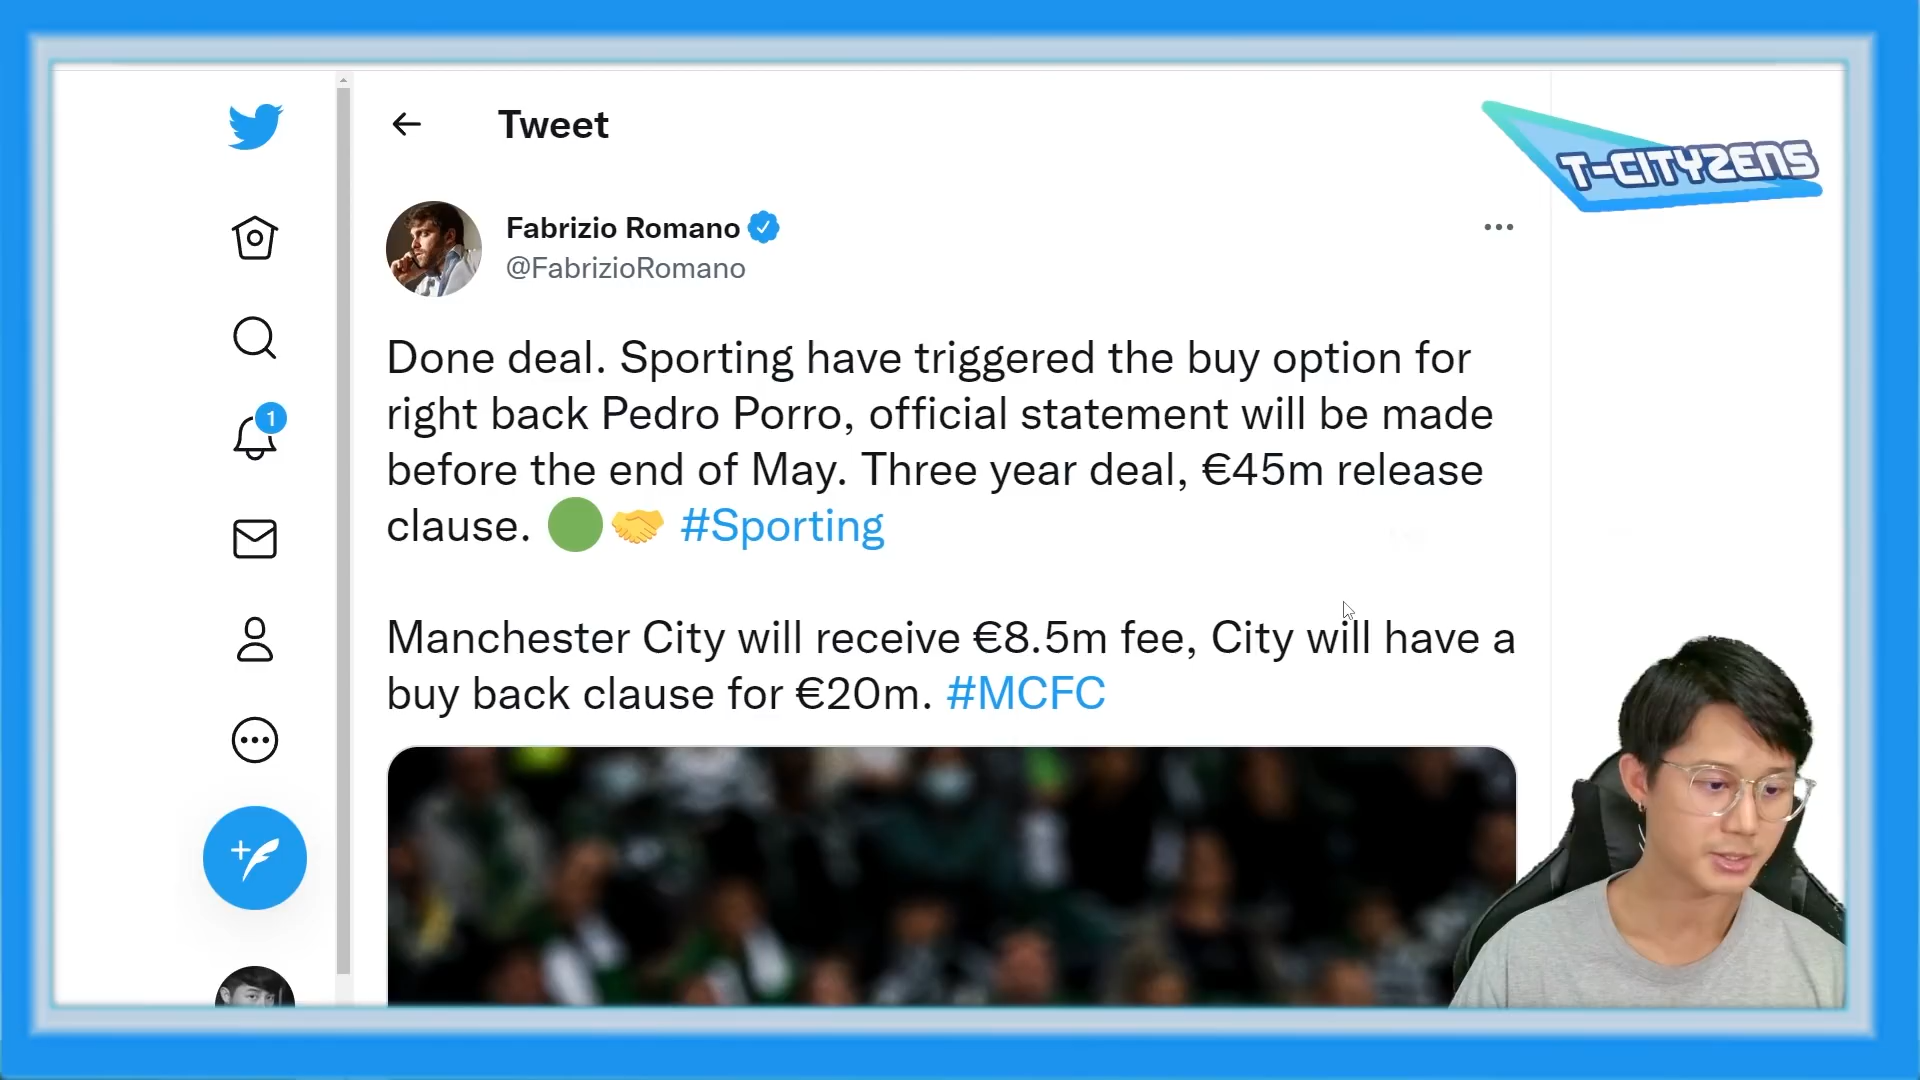 Tweet
T-CITYZENS
Fabrizio Romano
@FabrizioRomano
Done deal. Sporting have triggered the buy option for
right back Pedro Porro, official statement will be made
before the end of May. Three year deal, €45m release
clause. 🟢🤝 #Sporting
Manchester City will receive €8.5m fee, City will have a
buy back clause for €20m. #MCFC
1